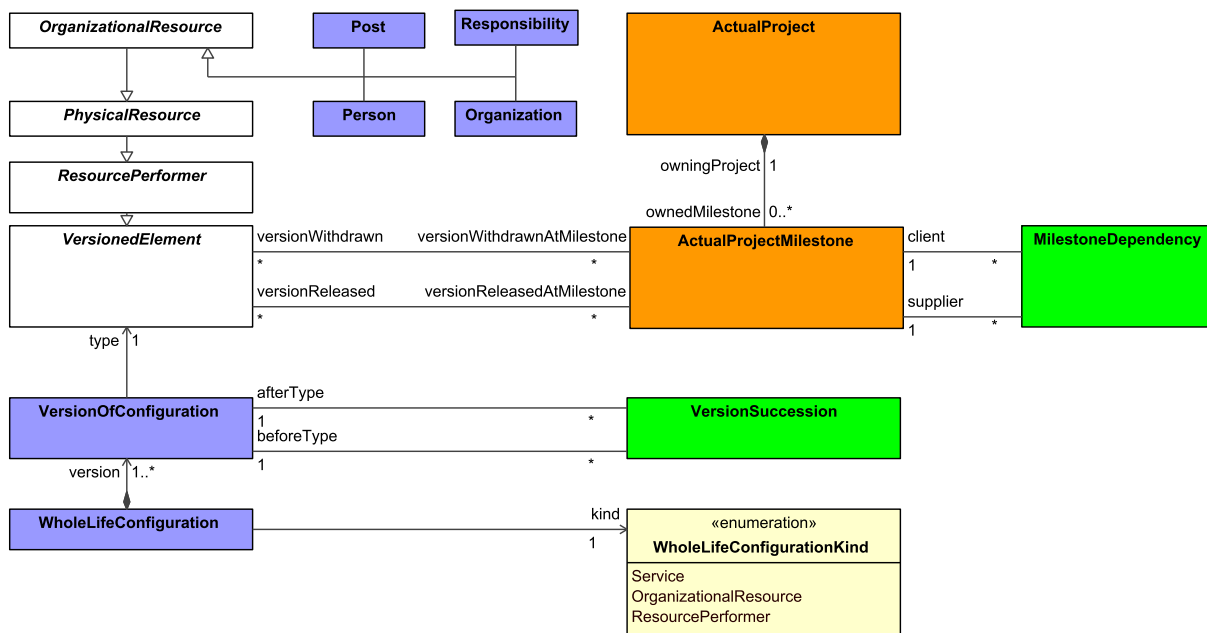 OrganizationalResource
Post
Responsibility
ActualProject
PhysicalResource
Person
Organization
owningProject 1
ResourcePerformer
ownedMilestone 0..*
VersionedElement
versionWithdrawn versionWithdrawnAtMilestone
* *
ActualProjectMilestone
client
1 *
MilestoneDependency
versionReleased versionReleasedAtMilestone
* *
supplier
1 *
type 1
VersionOfConfiguration
afterType
1 *
VersionSuccession
beforeType
1 *
version 1..*
WholeLifeConfiguration
kind
1
«enumeration»
WholeLifeConfigurationKind
Service
OrganizationalResource
ResourcePerformer